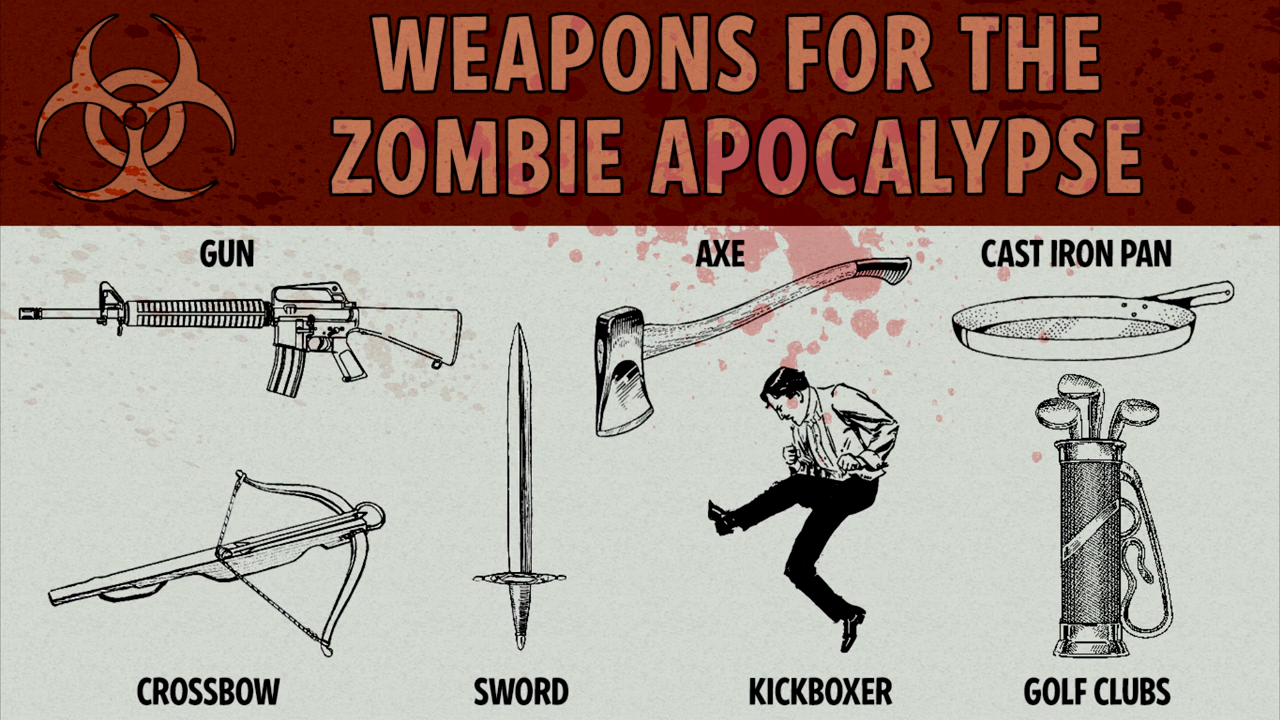 WEAPONS FOR THE
ZOMBIE APOCALYPSE
GUN
AXE
CAST IRON PAN
CROSSBOW
SWORD
KICKBOXER
GOLF CLUBS